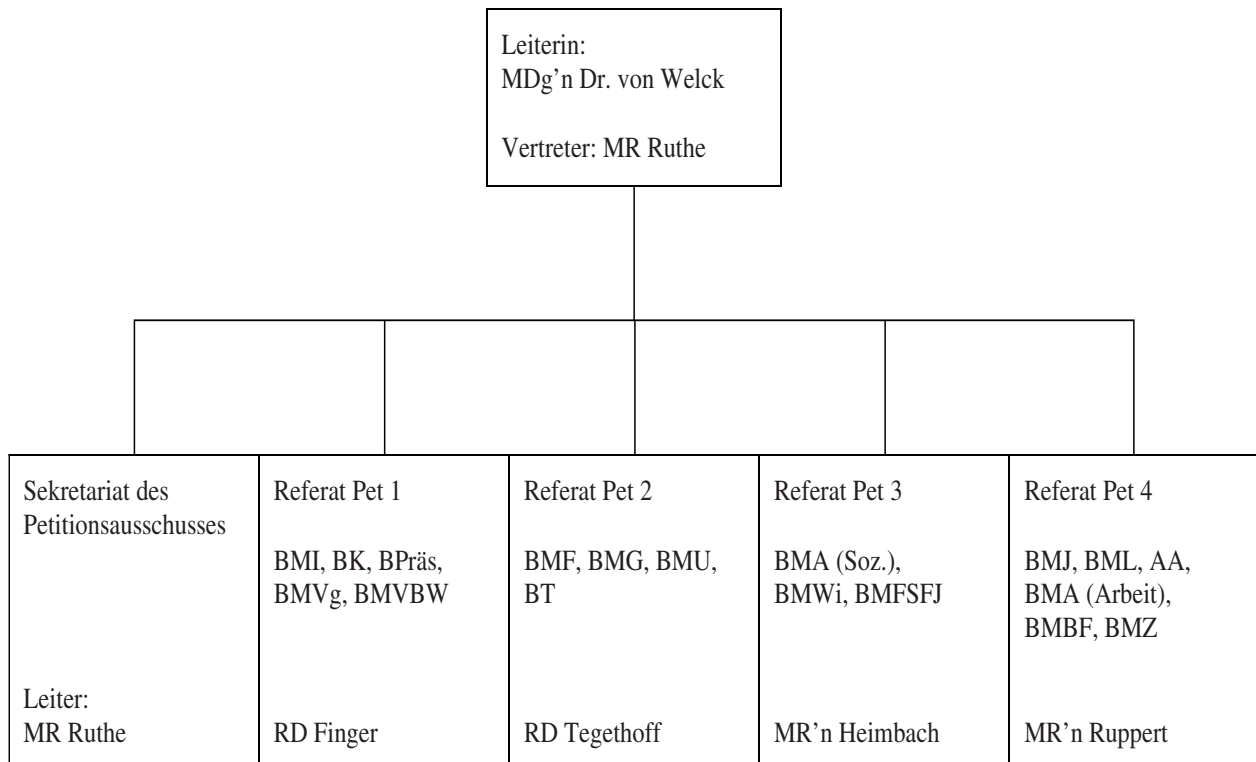 Leiterin:
MDg’n Dr. von Welck
Vertreter: MR Ruthe
Sekretariat des
Petitionsausschusses
Leiter:
MR Ruthe
Referat Pet 1
BMI, BK, BPräs,
BMVg, BMVBW
RD Finger
Referat Pet 2
BMF, BMG, BMU,
BT
RD Tegethoff
Referat Pet 3
BMA (Soz.),
BMWi, BMFSFJ
MR’n Heimbach
Referat Pet 4
BMJ, BML, AA,
BMA (Arbeit),
BMBF, BMZ
MR’n Ruppert